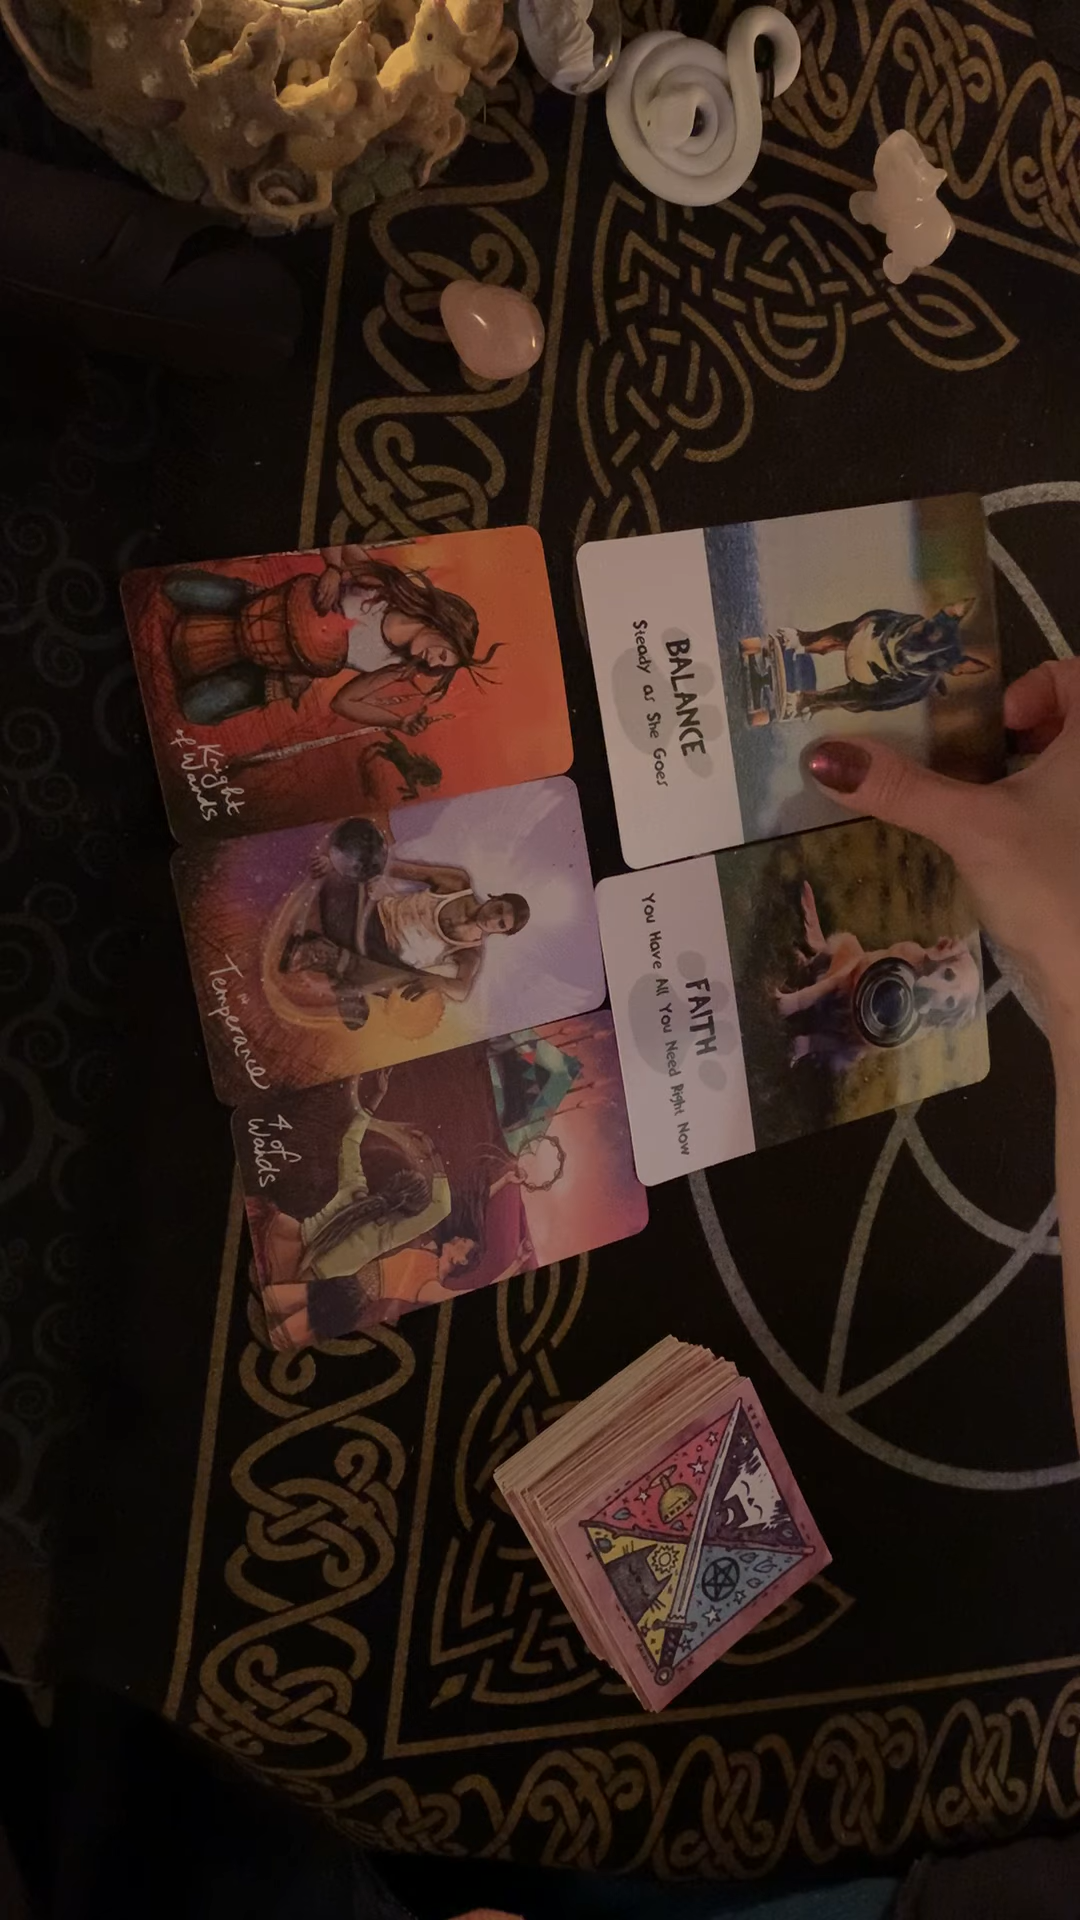 Knight
of Wands
IV
Temperance
4 of
Wands
BALANCE
Steady as She Goes
FAITH
You Have All You Need Right Now